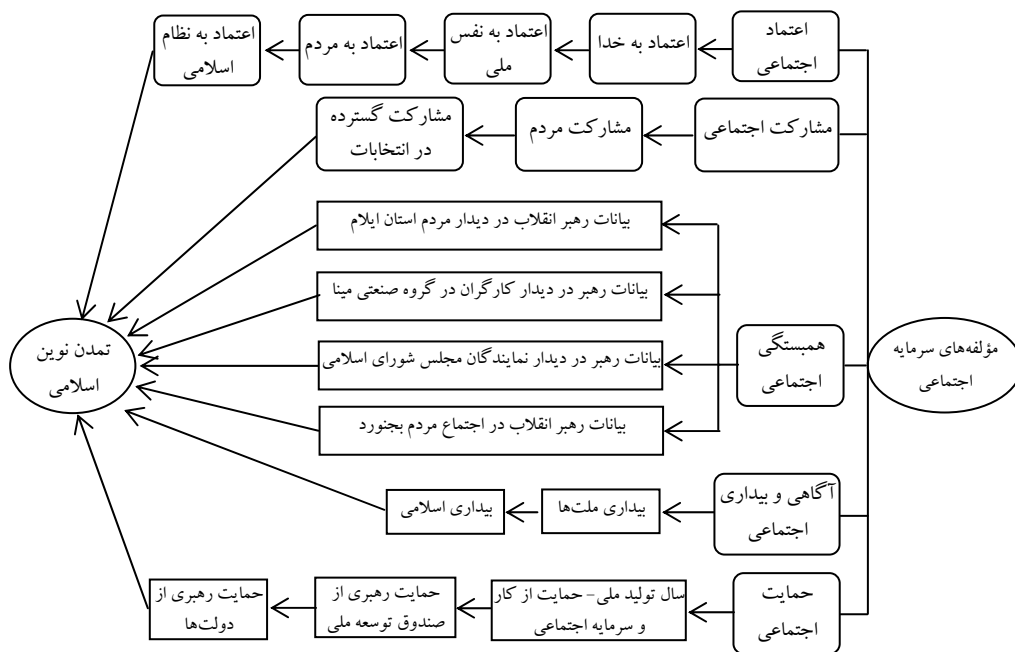 اعتماد
اجتماعی
اعتماد به خدا
اعتماد به نفس
ملی
اعتماد به مردم
اعتماد به نظام
اسلامی
مشارکت اجتماعی
مشارکت مردم
مشارکت گسترده
در انتخابات
بیانات رهبر انقلاب در دیدار مردم استان ایلام
بیانات رهبر در دیدار کارگران در گروه صنعتی مپنا
بیانات رهبر در دیدار نمایندگان مجلس شورای اسلامی
بیانات رهبر انقلاب در اجتماع مردم بجنورد
همبستگی
اجتماعی
مؤلفه‌های سرمایه
اجتماعی
تمدن نوین
اسلامی
آگاهی و بیداری
اجتماعی
بیداری ملت‌ها
بیداری اسلامی
حمایت
اجتماعی
سال تولید ملی- حمایت از کار
و سرمایه اجتماعی
حمایت رهبری از
صندوق توسعه ملی
حمایت رهبری از
دولت‌ها